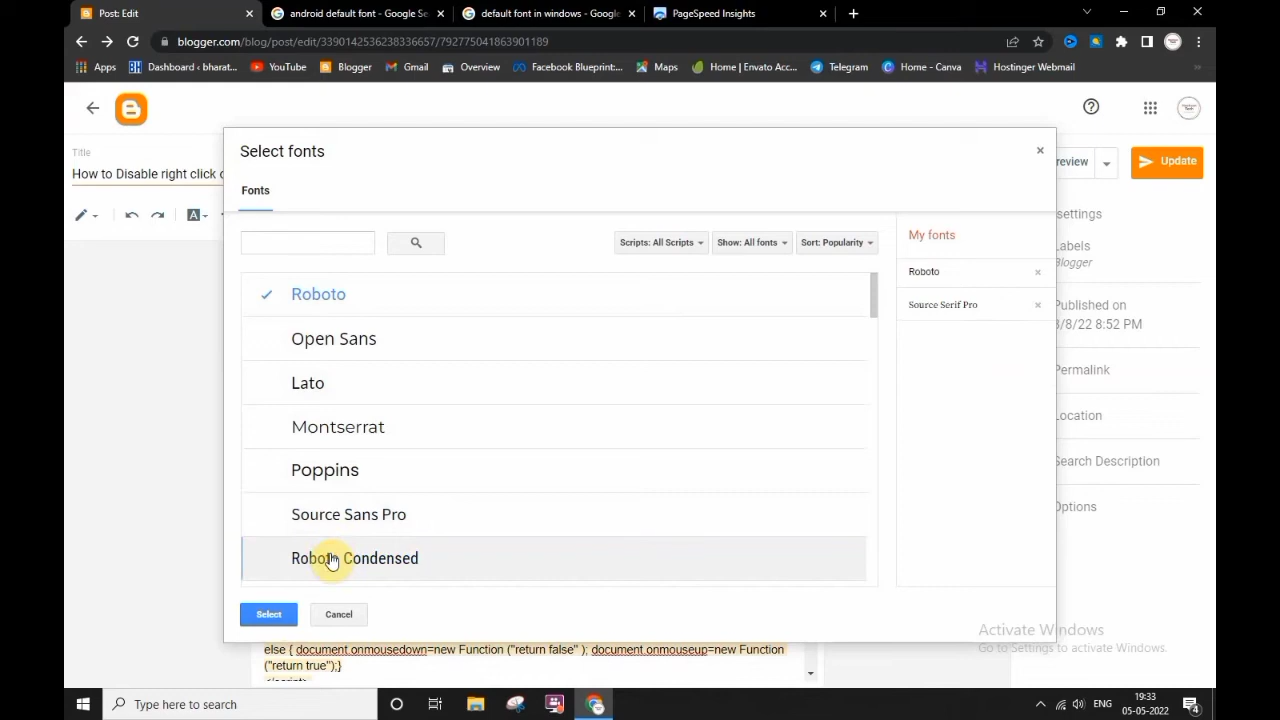 Post: Edit
android default font - Google Se
default font in windows - Google
PageSpeed Insights
blogger.com/blog/post/edit/3390142536238336657/792775041863901189
Apps
Dashboard ‹ bharat...
YouTube
Blogger
Gmail
Overview
Facebook Blueprint:...
Maps
Home | Envato Acc...
Telegram
Home - Canva
Hostinger Webmail
Title
How to Disable right click o
review
Update
Select fonts
Fonts
Scripts: All Scripts
Show: All fonts
Sort: Popularity
My fonts
Roboto
Source Serif Pro
Roboto
Open Sans
Lato
Montserrat
Poppins
Source Sans Pro
Roboto Condensed
Select
Cancel
settings
Labels
Blogger
Published on
3/8/22 8:52 PM
Permalink
Location
Search Description
Options
else { document.onmousedown=new Function ("return false" ); document.onmouseup=new Function
("return true");}
Activate Windows
Go to Settings to activate Windows.
Type here to search
ENG
19:33
05-05-2022
4